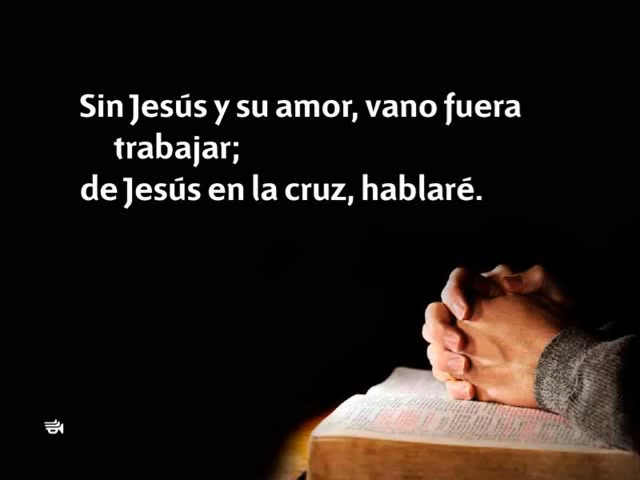 Sin Jesús y su amor, vano fuera
trabajar;
de Jesús en la cruz, hablaré.